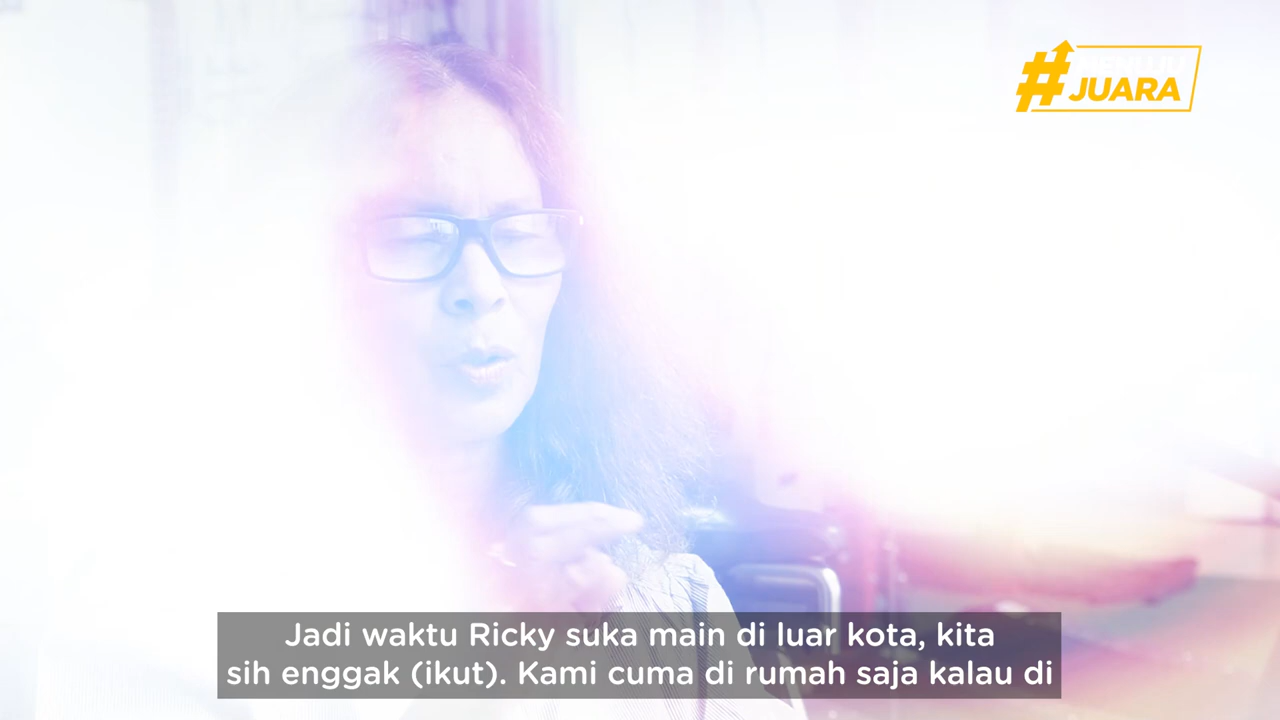 #
JUARA
Jadi waktu Ricky suka main di luar kota, kita
sih enggak (ikut). Kami cuma di rumah saja kalau di